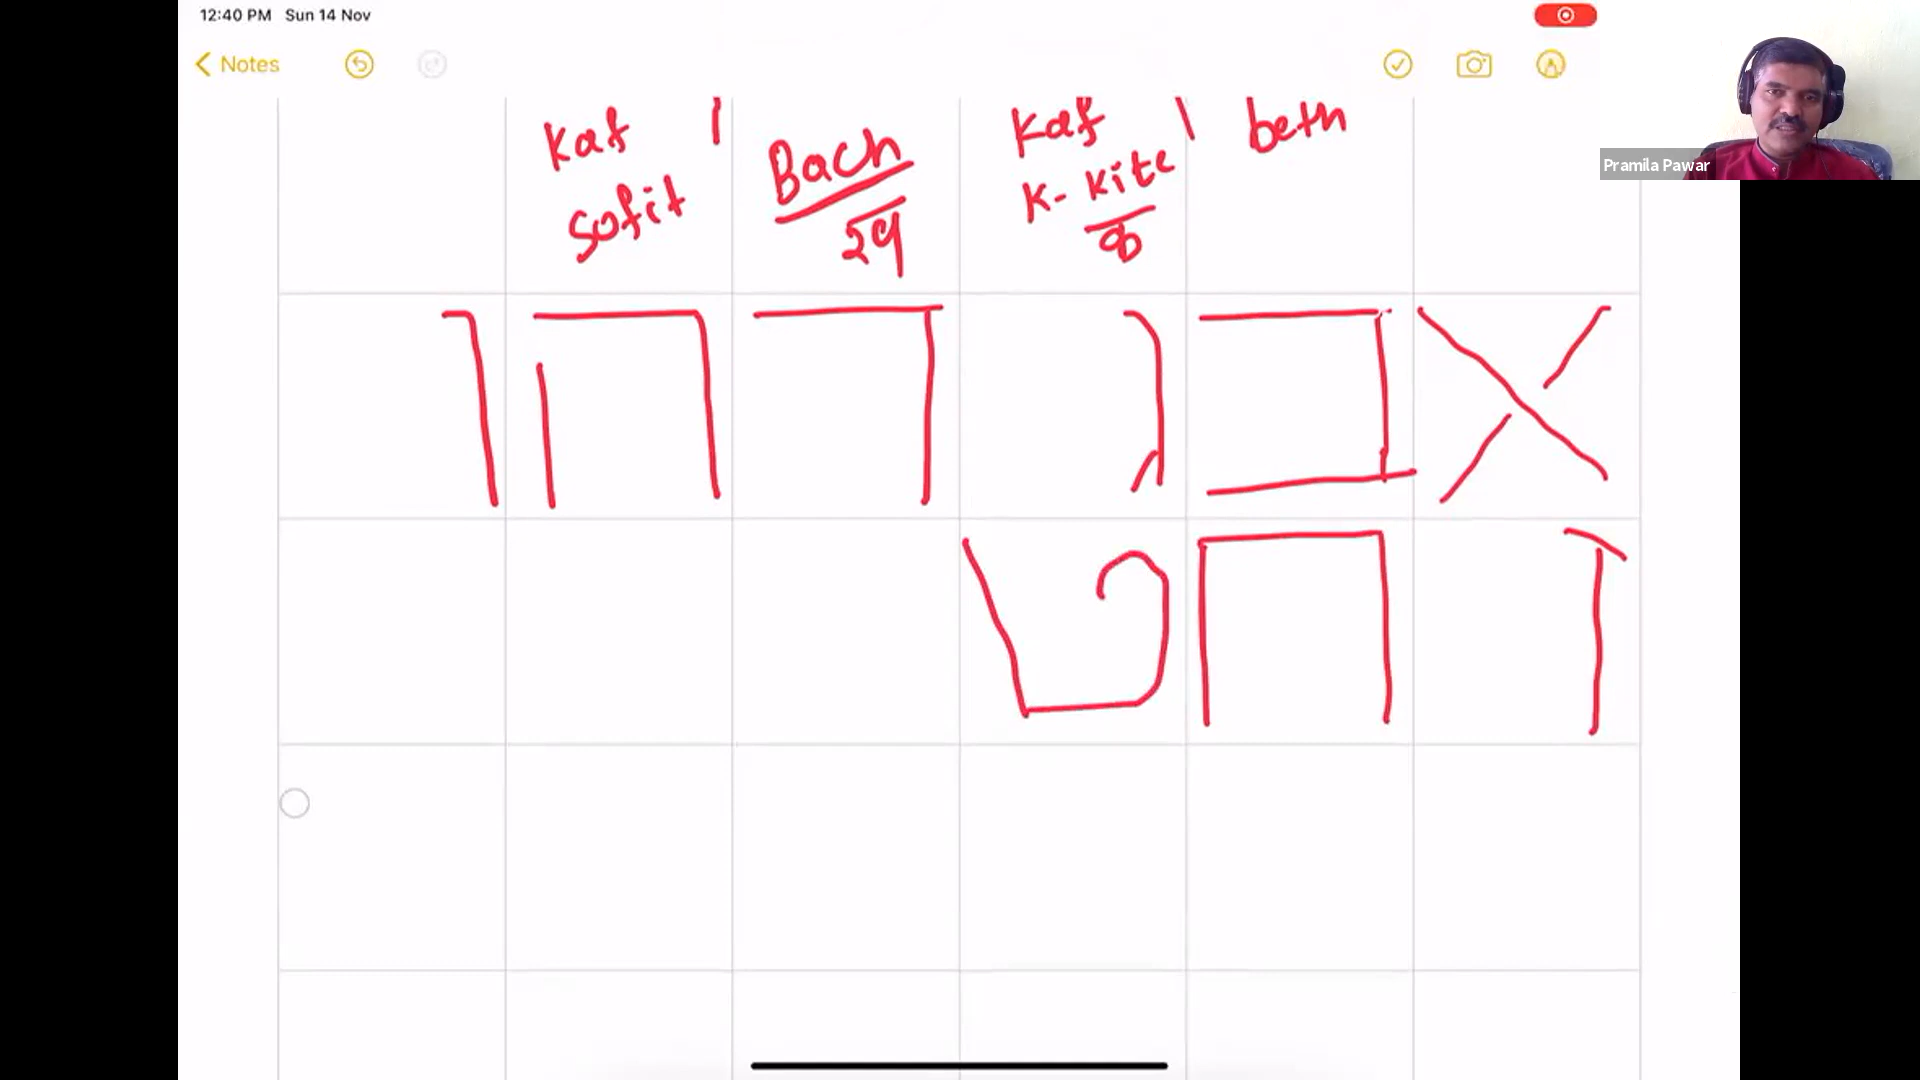 12:40 PM Sun 14 Nov
Notes
Pramila Pawar
Kaf | Bach Kaf | beth
sofit ख K-Kite
क
ו ה ד ג ב א
ט ח ז